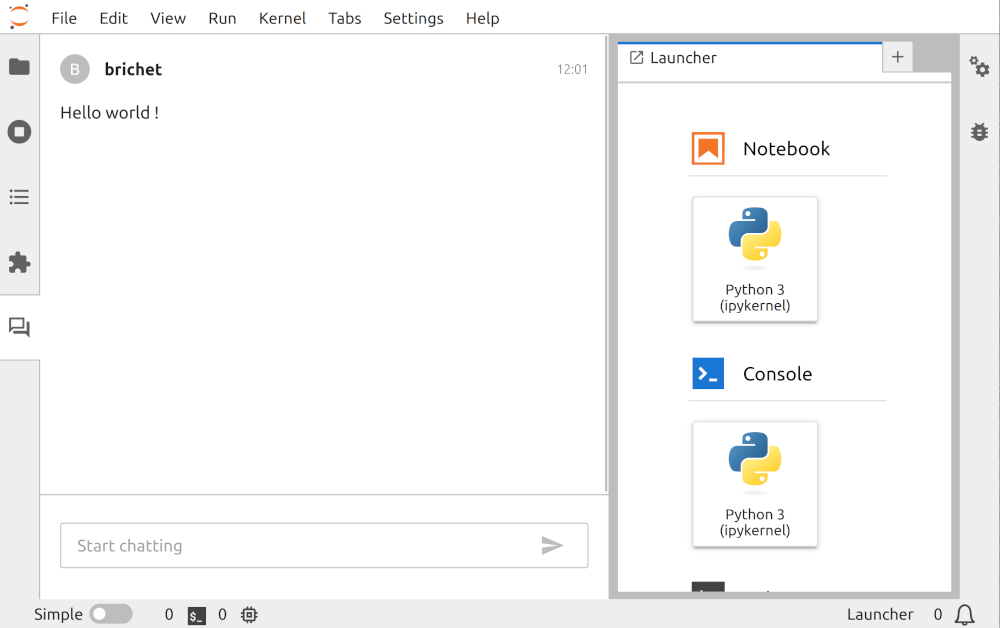 File Edit View Run Kernel Tabs Settings Help
B brichet 12:01
Hello world !
Start chatting
Launcher +
Notebook
Python 3
(ipykernel)
Console
Python 3
(ipykernel)
Simple 0 $_ 0 Launcher 0